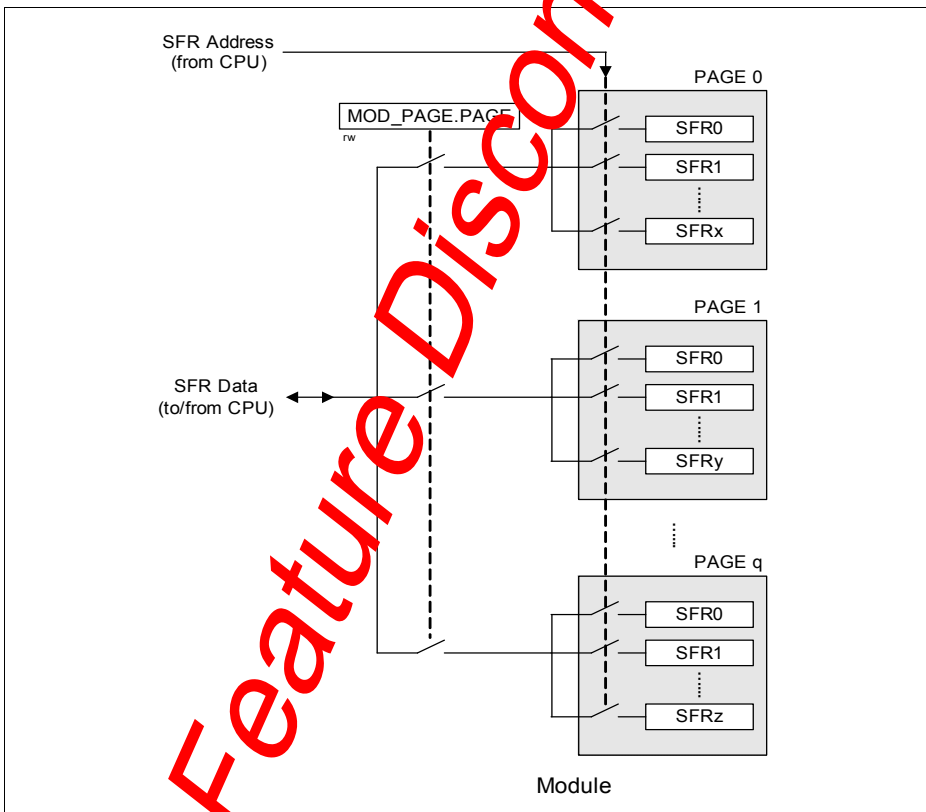 SFR Address
(from CPU)
PAGE 0
MOD_PAGE.PAGE
rw
SFR0
SFR1
SFRx
PAGE 1
SFR0
SFR1
SFRy
SFR Data
(to/from CPU)
PAGE q
SFR0
SFR1
SFRz
Module
Feature Discon